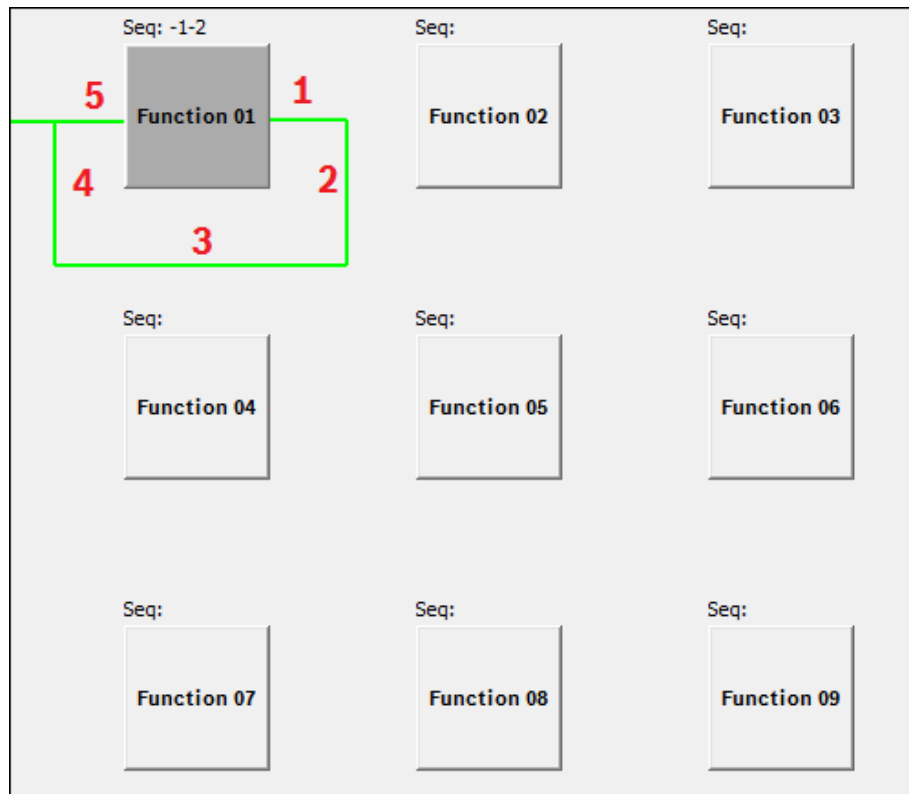 Seq: -1-2 Seq: Seq:
5 1
Function 01 Function 02 Function 03
4 2
3
Seq: Seq: Seq:
Function 04 Function 05 Function 06
Seq: Seq: Seq:
Function 07 Function 08 Function 09